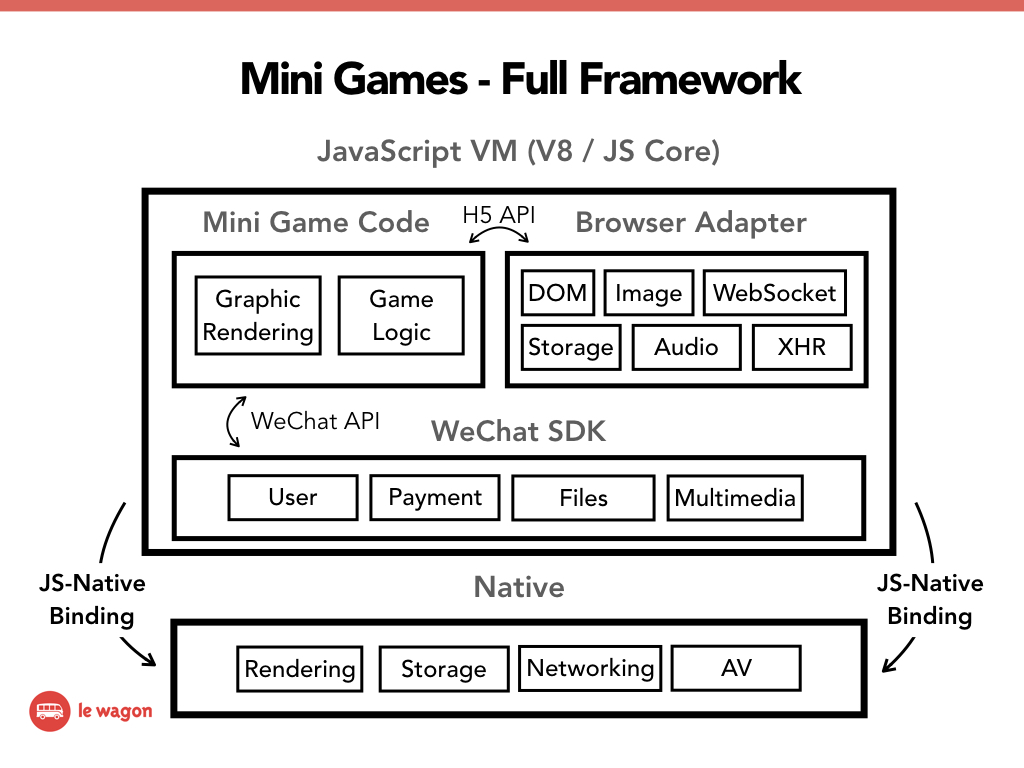 Mini Games - Full Framework
JavaScript VM (V8 / JS Core)
Mini Game Code
H5 API
Browser Adapter
Graphic
Rendering
Game
Logic
DOM
Image
WebSocket
Storage
Audio
XHR
WeChat API
WeChat SDK
User
Payment
Files
Multimedia
JS-Native
Binding
JS-Native
Binding
Native
Rendering
Storage
Networking
AV
le wagon